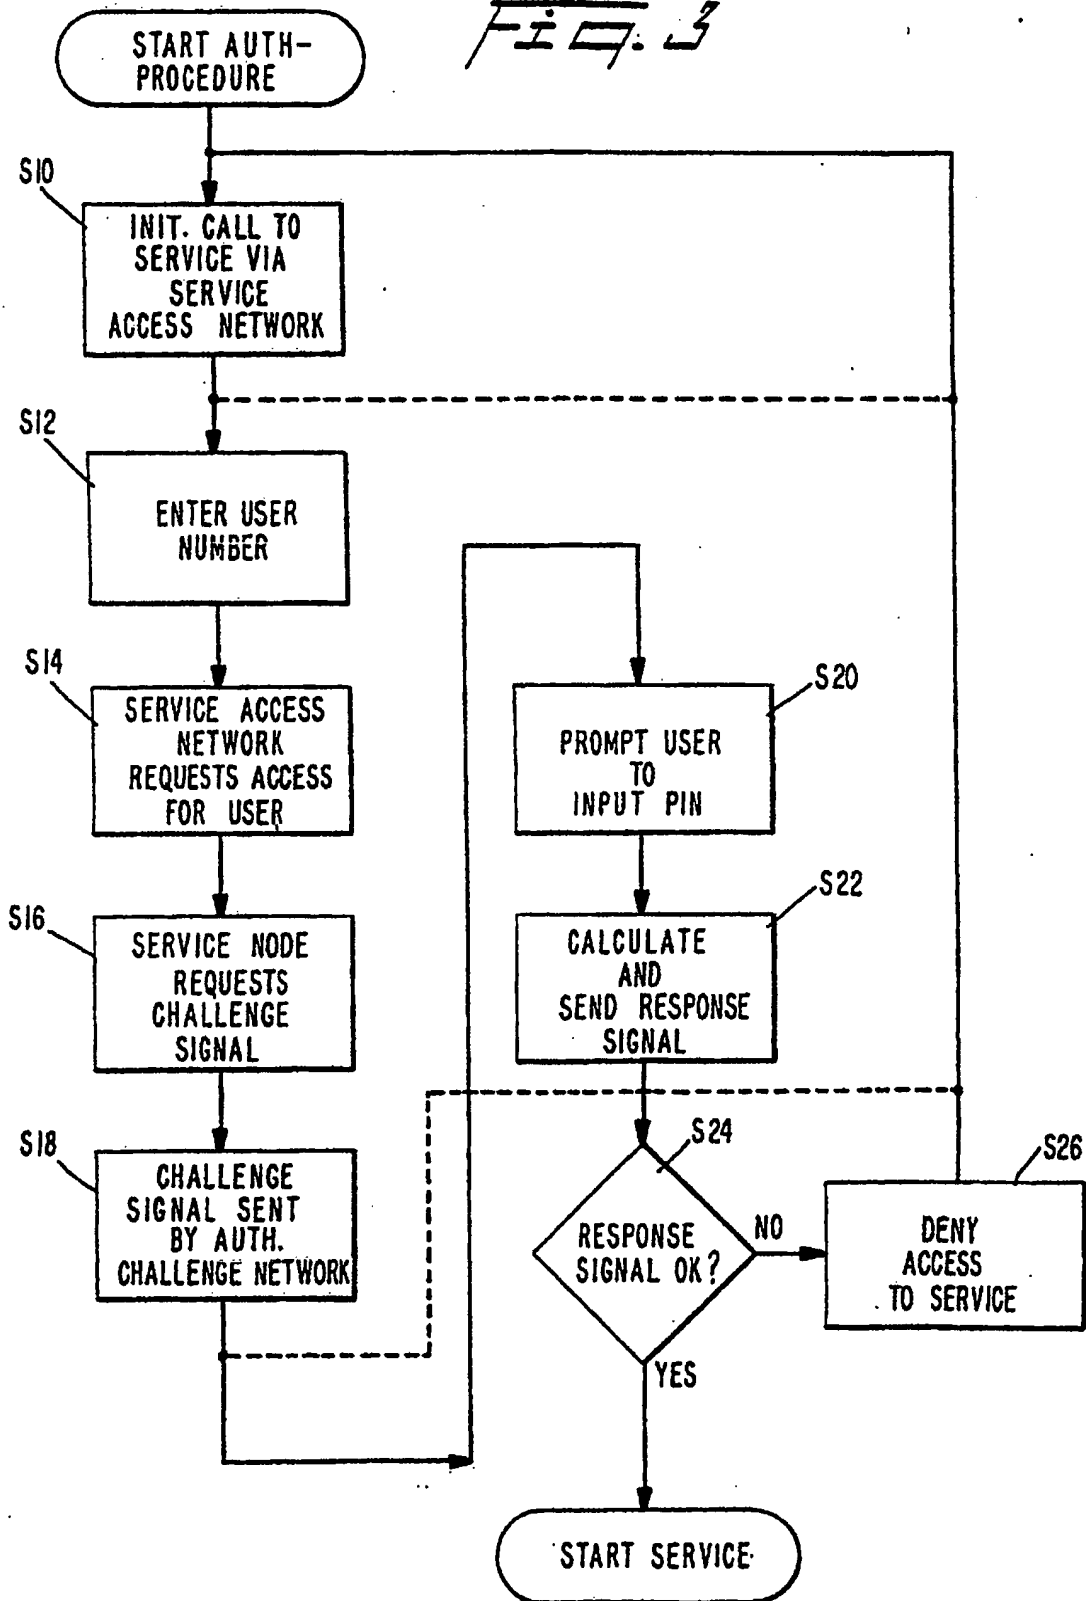 Fig. 3
START AUTH-
PROCEDURE
S10
INIT. CALL TO
SERVICE VIA
SERVICE
ACCESS NETWORK
S12
ENTER USER
NUMBER
S14
SERVICE ACCESS
NETWORK
REQUESTS ACCESS
FOR USER
S16
SERVICE NODE
REQUESTS
CHALLENGE
SIGNAL
S18
CHALLENGE
SIGNAL SENT
BY AUTH.
CHALLENGE NETWORK
S20
PROMPT USER
TO
INPUT PIN
S22
CALCULATE
AND
SEND RESPONSE
SIGNAL
S24
RESPONSE
SIGNAL OK?
NO
YES
S26
DENY
ACCESS
TO SERVICE
START SERVICE